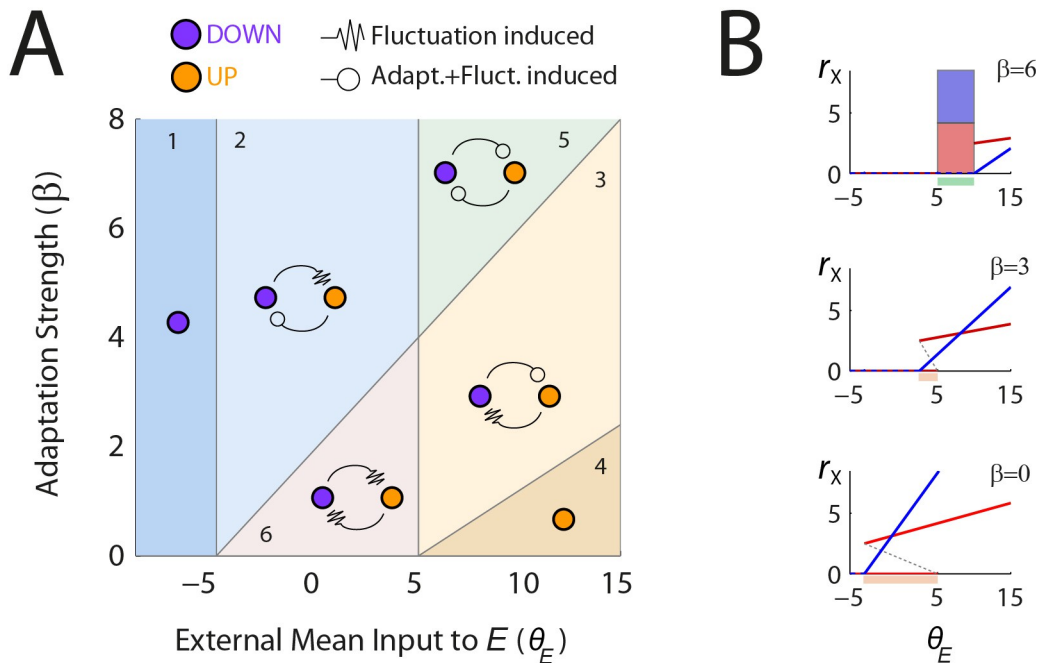 A
DOWN
Fluctuation induced
UP
Adapt.+Fluct. induced
8
6
4
2
0
Adaptation Strength (β)
1
2
5
3
6
4
−5
0
5
10
15
External Mean Input to E (θE)
B
rX
β=6
5
0
−5
5
15
rX
β=3
5
0
−5
5
15
rX
β=0
5
0
−5
5
15
θE